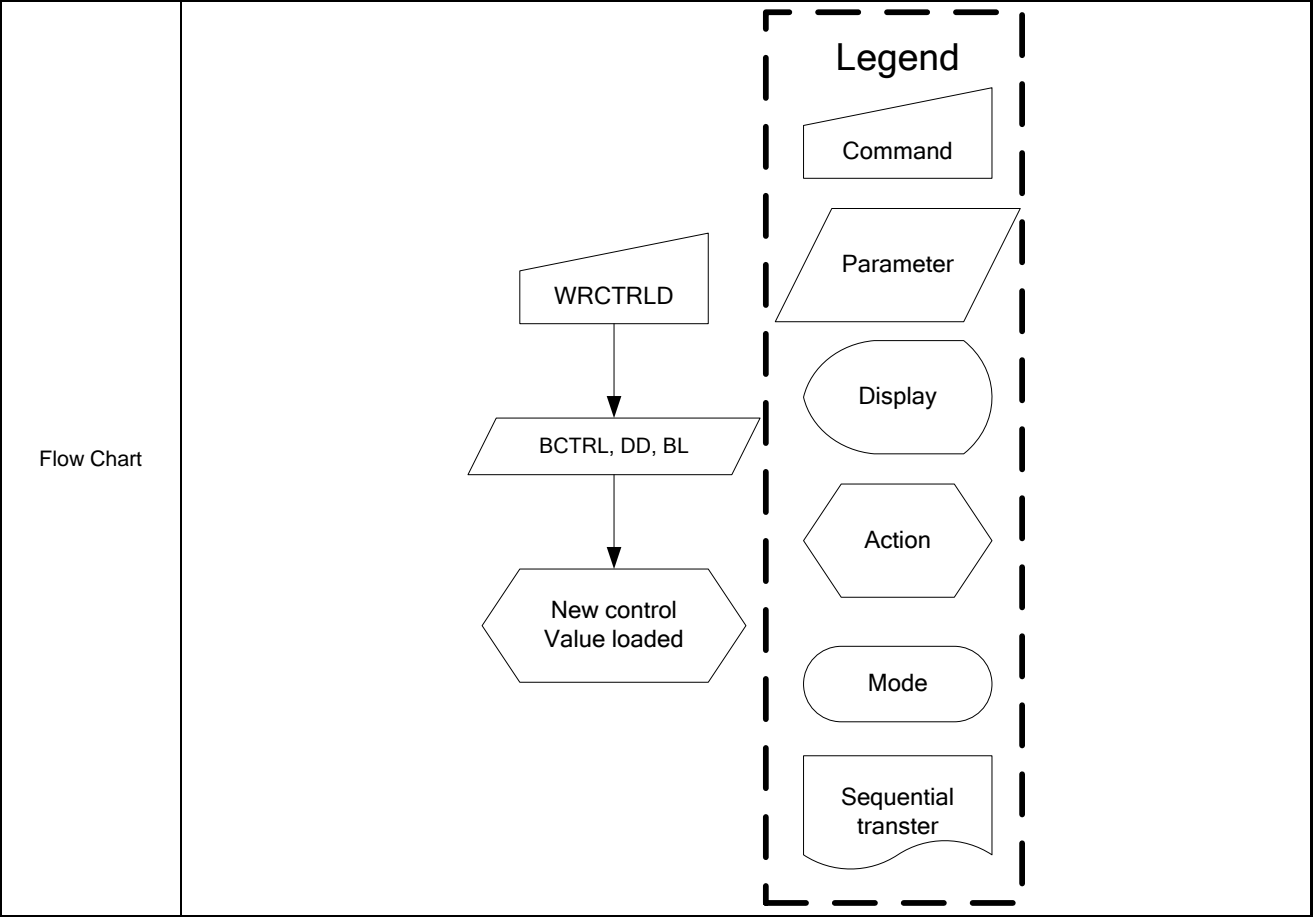 Flow Chart
WRCTRLD
BCTRL, DD, BL
New control
Value loaded
Legend
Command
Parameter
Display
Action
Mode
Sequential
transter